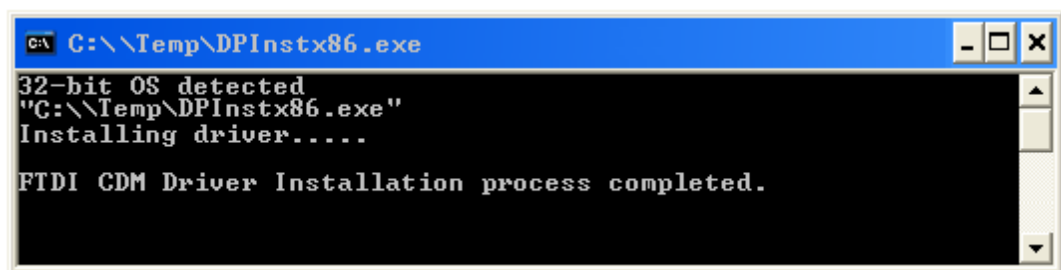 C:\ C:\\Temp\DPInstx86.exe
32-bit OS detected
"C:\\Temp\DPInstx86.exe"
Installing driver.....
FTDI CDM Driver Installation process completed.